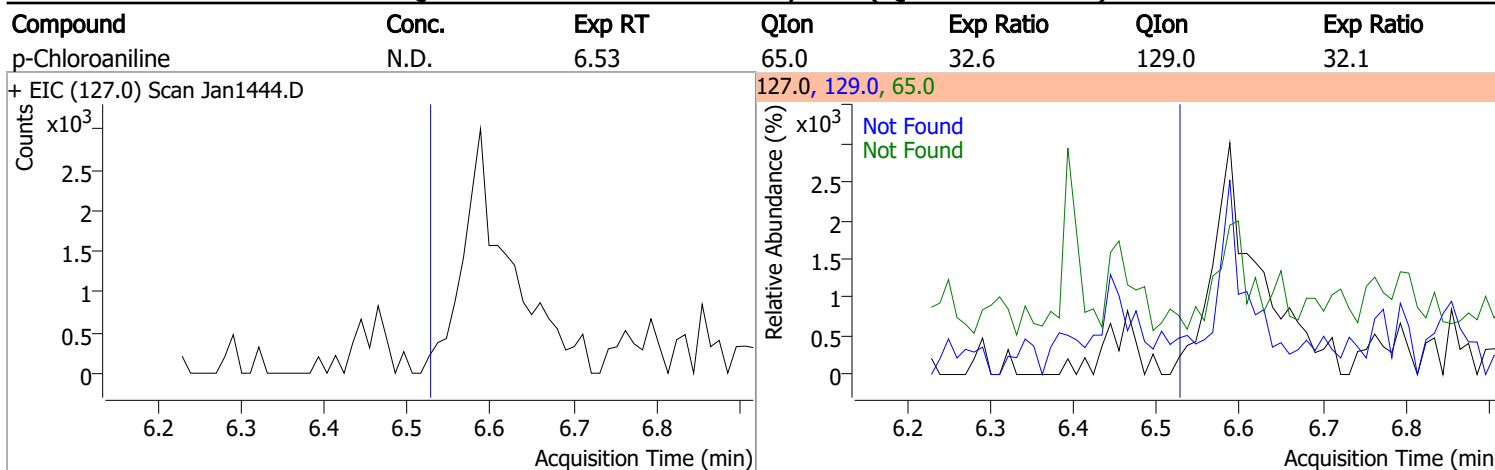 Compound Conc. Exp RT QIon Exp Ratio QIon Exp Ratio
p-Chloroaniline N.D. 6.53 65.0 32.6 129.0 32.1
+ EIC (127.0) Scan Jan1444.D
Counts
x10³
2.5
2
1.5
1
0.5
0
6.2 6.3 6.4 6.5 6.6 6.7 6.8
Acquisition Time (min)
127.0, 129.0, 65.0
Relative Abundance (%)
x10³
Not Found
Not Found
2.5
2
1.5
1
0.5
0
6.2 6.3 6.4 6.5 6.6 6.7 6.8
Acquisition Time (min)